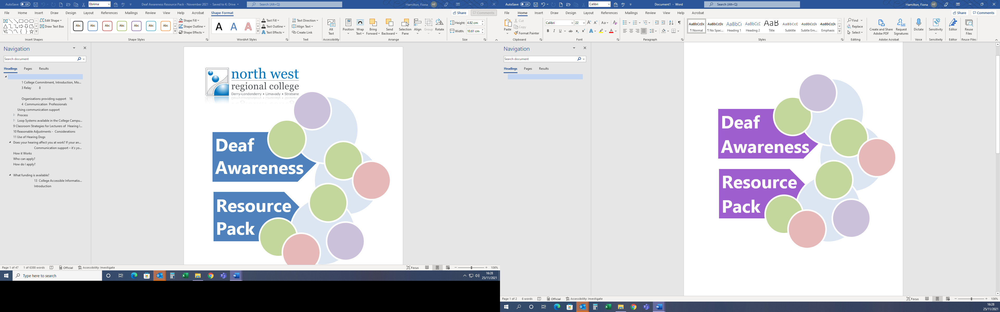 AutoSave Off Ebrima Deaf Awareness Resource Pack - November 2021 - Saved to K: Drive Search (Alt+Q) Hamilton, Fiona HF
File Home Insert Draw Design Layout References Mailings Review View Help Acrobat Shape Format Share Comments
Edit Shape
Draw Text Box
Insert Shapes
Abc Abc Abc Abc Abc Abc Abc
Shape Fill
Shape Outline
Shape Effects
Shape Styles
A A A
Text Fill
Text Outline
Text Effects
WordArt Styles
Text Direction
Align Text
Create Link
Text
Alt Text
Accessibility
Position
Wrap Text
Bring Forward
Send Backward
Selection Pane
Align
Group
Rotate
Arrange
Height: 4.82 cm
Width: 10.61 cm
Size
Navigation
Search document
Headings Pages Results
1 College Commitment, Introduction, Mo...
3 Relay 8
Organisations providing support 16
4 Communication Professionals
Using communication support
Process
Loop Systems available in the College Campu...
9 Classroom Strategies for Lecturers of Hearing I...
10 Reasonable Adjustments - Considerations
11 Use of Hearing Dogs
Does your hearing affect you at work? If your an...
Communication support – it's yo...
How it Works
Who can apply?
How do I apply?
What funding is available?
13 College Accessible Informatio...
Introduction
north west
regional college
Derry-Londonderry • Limavady • Strabane
Deaf
Awareness
Resource
Pack
Page 1 of 47 1 of 6388 words Official Accessibility: Investigate Focus 106%
Type here to search
16:28
25/11/2021
AutoSave Off Calibri Document1 - Word Search (Alt+Q) Hamilton, Fiona HF
File Home Insert Draw Design Layout References Mailings Review View Help Acrobat Share Comments
Paste
Cut
Copy
Format Painter
Clipboard
Calibri 22
Font
Paragraph
AaBbCcDc AaBbCcDc AaBbC AaBbCcC AaB AaBbCcD AaBbCcDc AaBbCcDc
Normal No Spac... Heading 1 Heading 2 Title Subtitle Subtle Em... Emphasis
Styles
Find
Replace
Select
Editing
Create and Share Adobe PDF
Request Signatures
Adobe Acrobat
Dictate
Voice
Sensitivity
Sensitivity
Editor
Editor
Reuse Files
Reuse Files
Navigation
Search document
Headings Pages Results
Deaf
Awareness
Resource
Pack
Page 1 of 2 6 words Official Accessibility: Investigate Focus 106%
16:28
25/11/2021